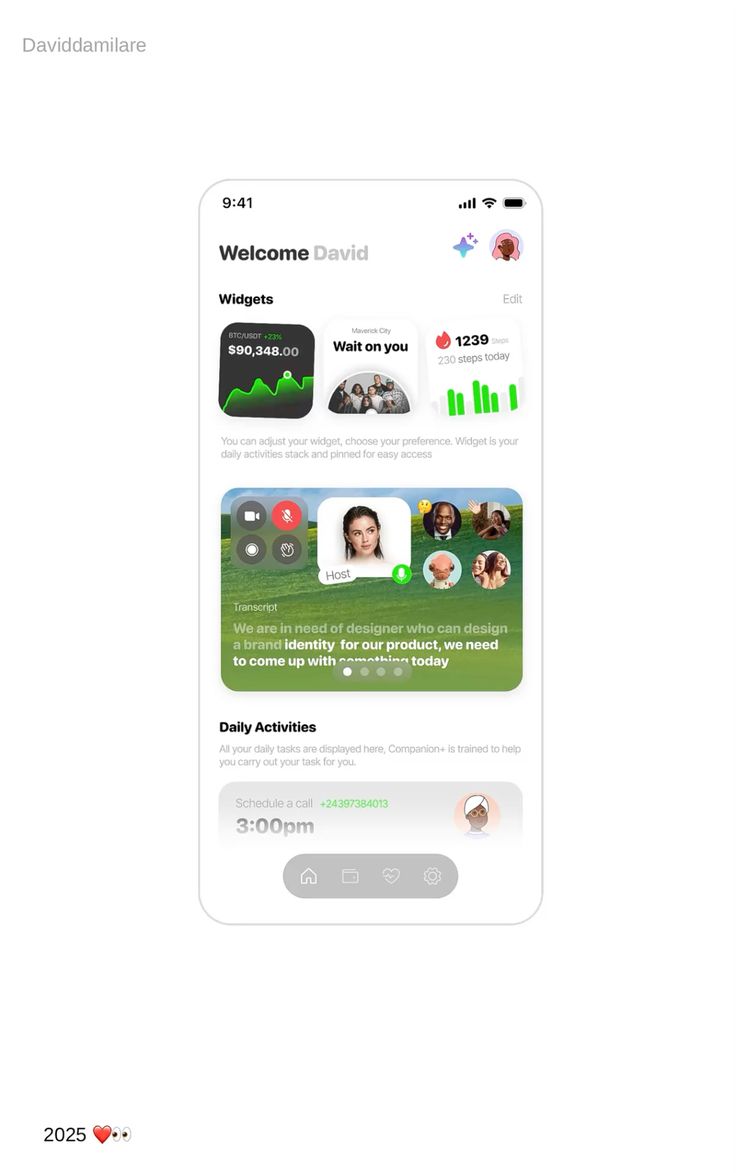 Daviddamilare
9:41
Welcome David
Widgets
Edit
BTC/USDT +23%
$90,348.00
Maverick City
Wait on you
1239 Steps
230 steps today
You can adjust your widget, choose your preference. Widget is your
daily activities stack and pinned for easy access
Host
Transcript
We are in need of designer who can design
a brand identity for our product, we need
to come up with something today
Daily Activities
All your daily tasks are displayed here, Companion+ is trained to help
you carry out your task for you.
Schedule a call +24397384013
3:00pm
2025 ❤️👀